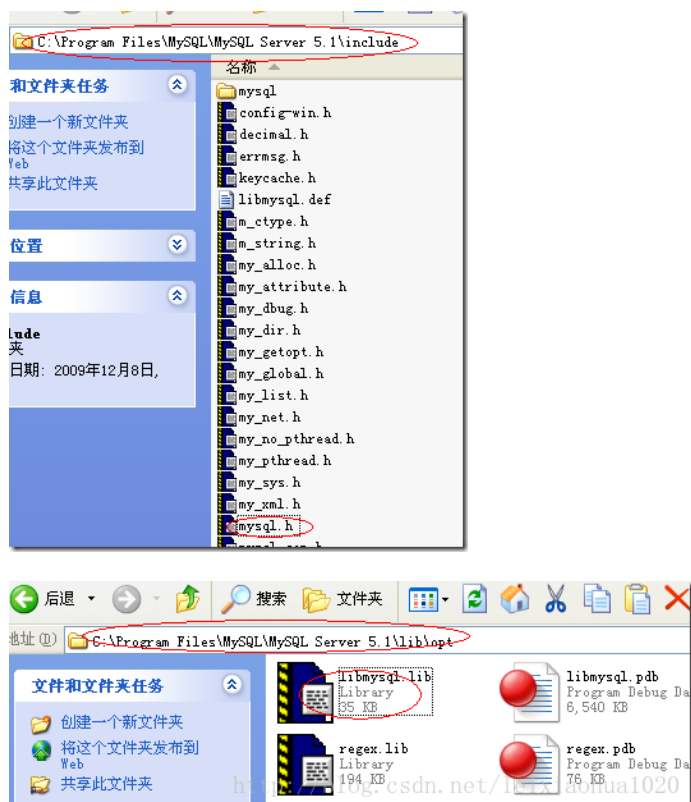 C:\Program Files\MySQL\MySQL Server 5.1\include
名称
和文件夹任务
创建一个新文件夹
将这个文件夹发布到
Web
共享此文件夹
位置
信息
lude
夹
日期: 2009年12月8日,
mysql
config-win.h
decimal.h
errmsg.h
keycache.h
libmysql.def
m_ctype.h
m_string.h
my_alloc.h
my_attribute.h
my_dbug.h
my_dir.h
my_getopt.h
my_global.h
my_list.h
my_net.h
my_no_pthread.h
my_pthread.h
my_sys.h
my_xml.h
mysql.h
后退
搜索
文件夹
地址(D)
C:\Program Files\MySQL\MySQL Server 5.1\lib\opt
文件和文件夹任务
创建一个新文件夹
将这个文件夹发布到
Web
共享此文件夹
libmysql.lib
Library
35 KB
libmysql.pdb
Program Debug Da
6,540 KB
regex.lib
Library
194 KB
regex.pdb
Program Debug Da
76 KB